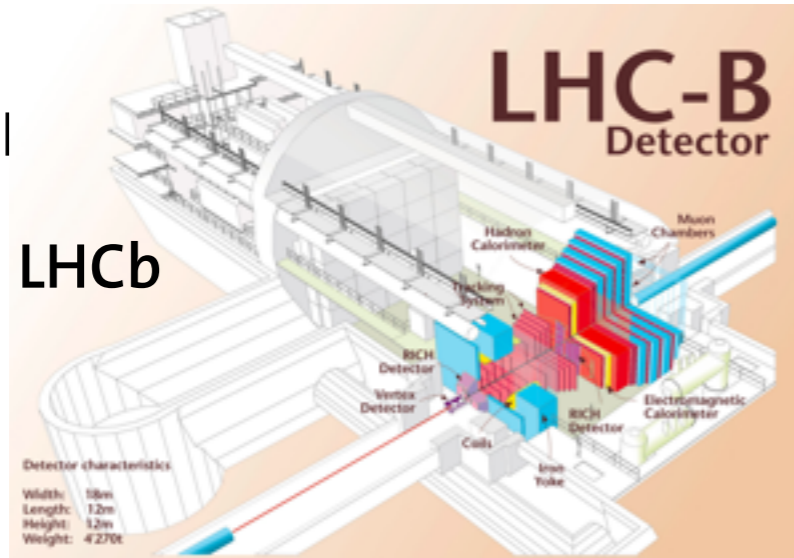 LHC-B
Detector
LHCb
Hadron
Calorimeter
Muon
Chambers
Tracking
System
RICH
Detector
Vertex
Detector
Coils
Iron
Yoke
RICH
Detector
Electromagnetic
Calorimeter
Detector characteristics
Width: 18m
Length: 12m
Height: 12m
Weight: 4'270t